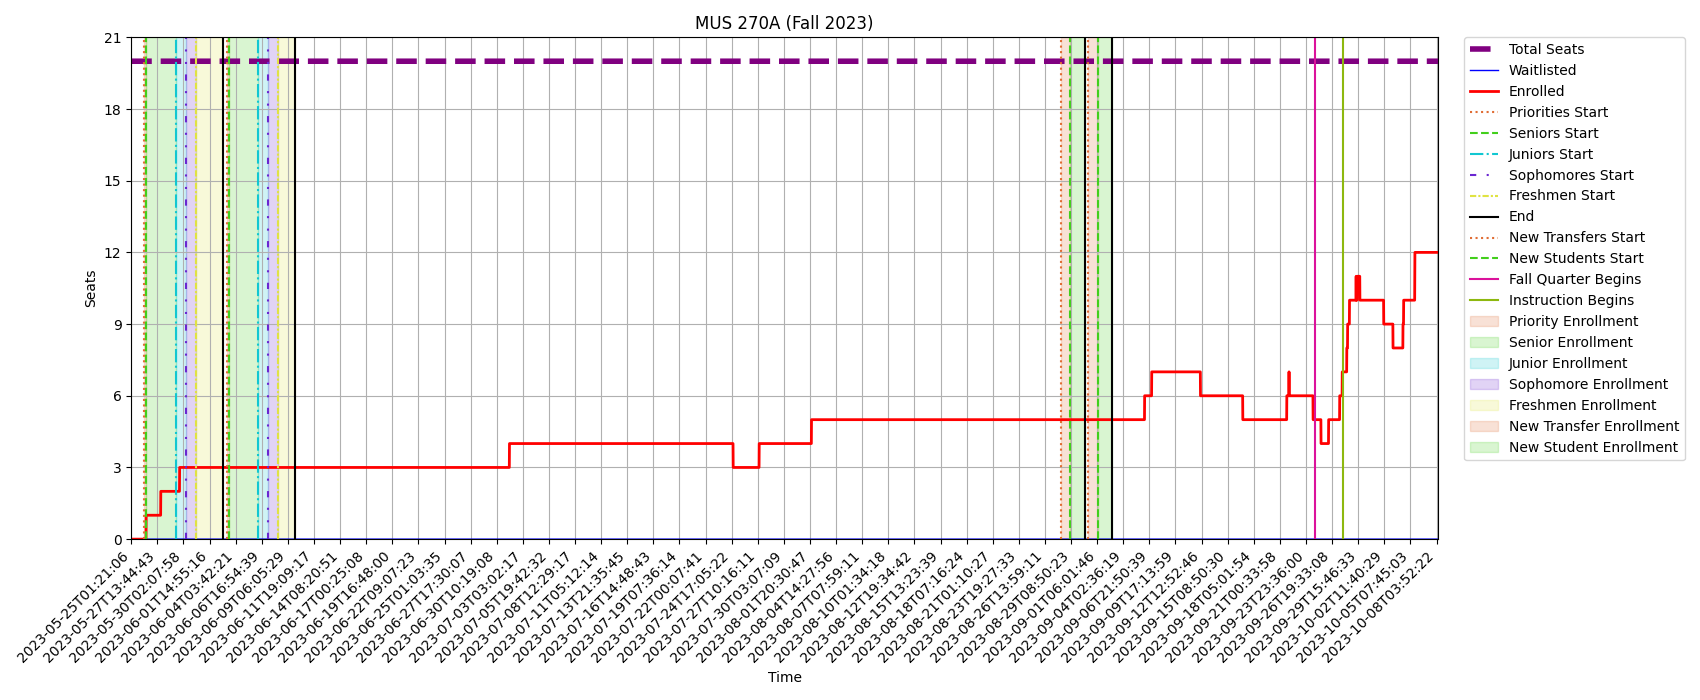 MUS 270A (Fall 2023)
Seats
21
18
15
12
9
6
3
0
2023-05-25T01:21:06
2023-05-27T13:44:43
2023-05-30T02:07:58
2023-06-01T14:55:16
2023-06-04T03:42:21
2023-06-06T16:54:39
2023-06-09T06:05:29
2023-06-11T19:09:17
2023-06-14T08:20:51
2023-06-17T00:25:08
2023-06-19T16:48:00
2023-06-22T09:07:23
2023-06-25T01:03:35
2023-06-27T17:30:07
2023-06-30T10:19:08
2023-07-03T03:02:17
2023-07-05T19:42:32
2023-07-08T12:29:17
2023-07-11T05:12:14
2023-07-13T21:35:45
2023-07-16T14:48:43
2023-07-19T07:36:14
2023-07-22T00:07:41
2023-07-24T17:05:22
2023-07-27T10:16:11
2023-07-30T03:07:09
2023-08-01T20:30:47
2023-08-04T14:27:56
2023-08-07T07:59:11
2023-08-10T01:34:18
2023-08-12T19:34:42
2023-08-15T13:23:39
2023-08-18T07:16:24
2023-08-21T01:10:27
2023-08-23T19:27:33
2023-08-26T13:59:11
2023-08-29T08:50:23
2023-09-01T06:01:46
2023-09-04T02:36:19
2023-09-06T21:50:39
2023-09-09T17:13:59
2023-09-12T12:52:46
2023-09-15T08:50:30
2023-09-18T05:01:54
2023-09-21T00:33:58
2023-09-23T23:36:00
2023-09-26T19:33:08
2023-09-29T15:46:33
2023-10-02T11:40:29
2023-10-05T07:45:03
2023-10-08T03:52:22
Time
Total Seats
Waitlisted
Enrolled
Priorities Start
Seniors Start
Juniors Start
Sophomores Start
Freshmen Start
End
New Transfers Start
New Students Start
Fall Quarter Begins
Instruction Begins
Priority Enrollment
Senior Enrollment
Junior Enrollment
Sophomore Enrollment
Freshmen Enrollment
New Transfer Enrollment
New Student Enrollment